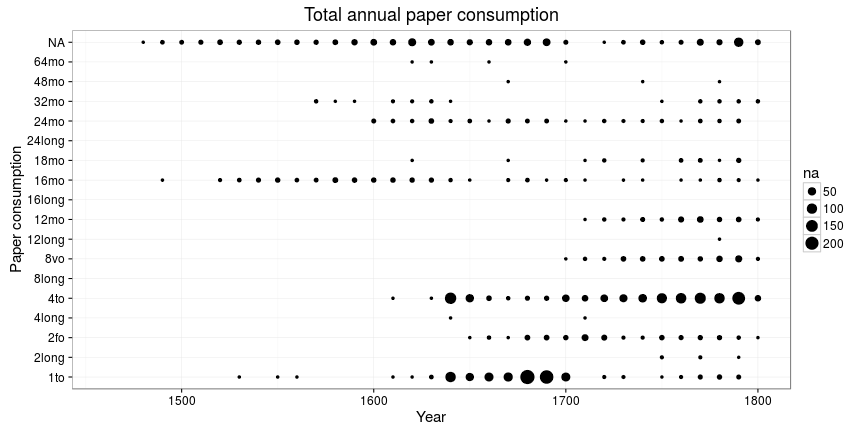 Total annual paper consumption
NA
64mo
48mo
32mo
24mo
24long
18mo
16mo
16long
12mo
12long
8vo
8long
4to
4long
2fo
2long
1to
Paper consumption
1500
1600
1700
1800
Year
na
50
100
150
200